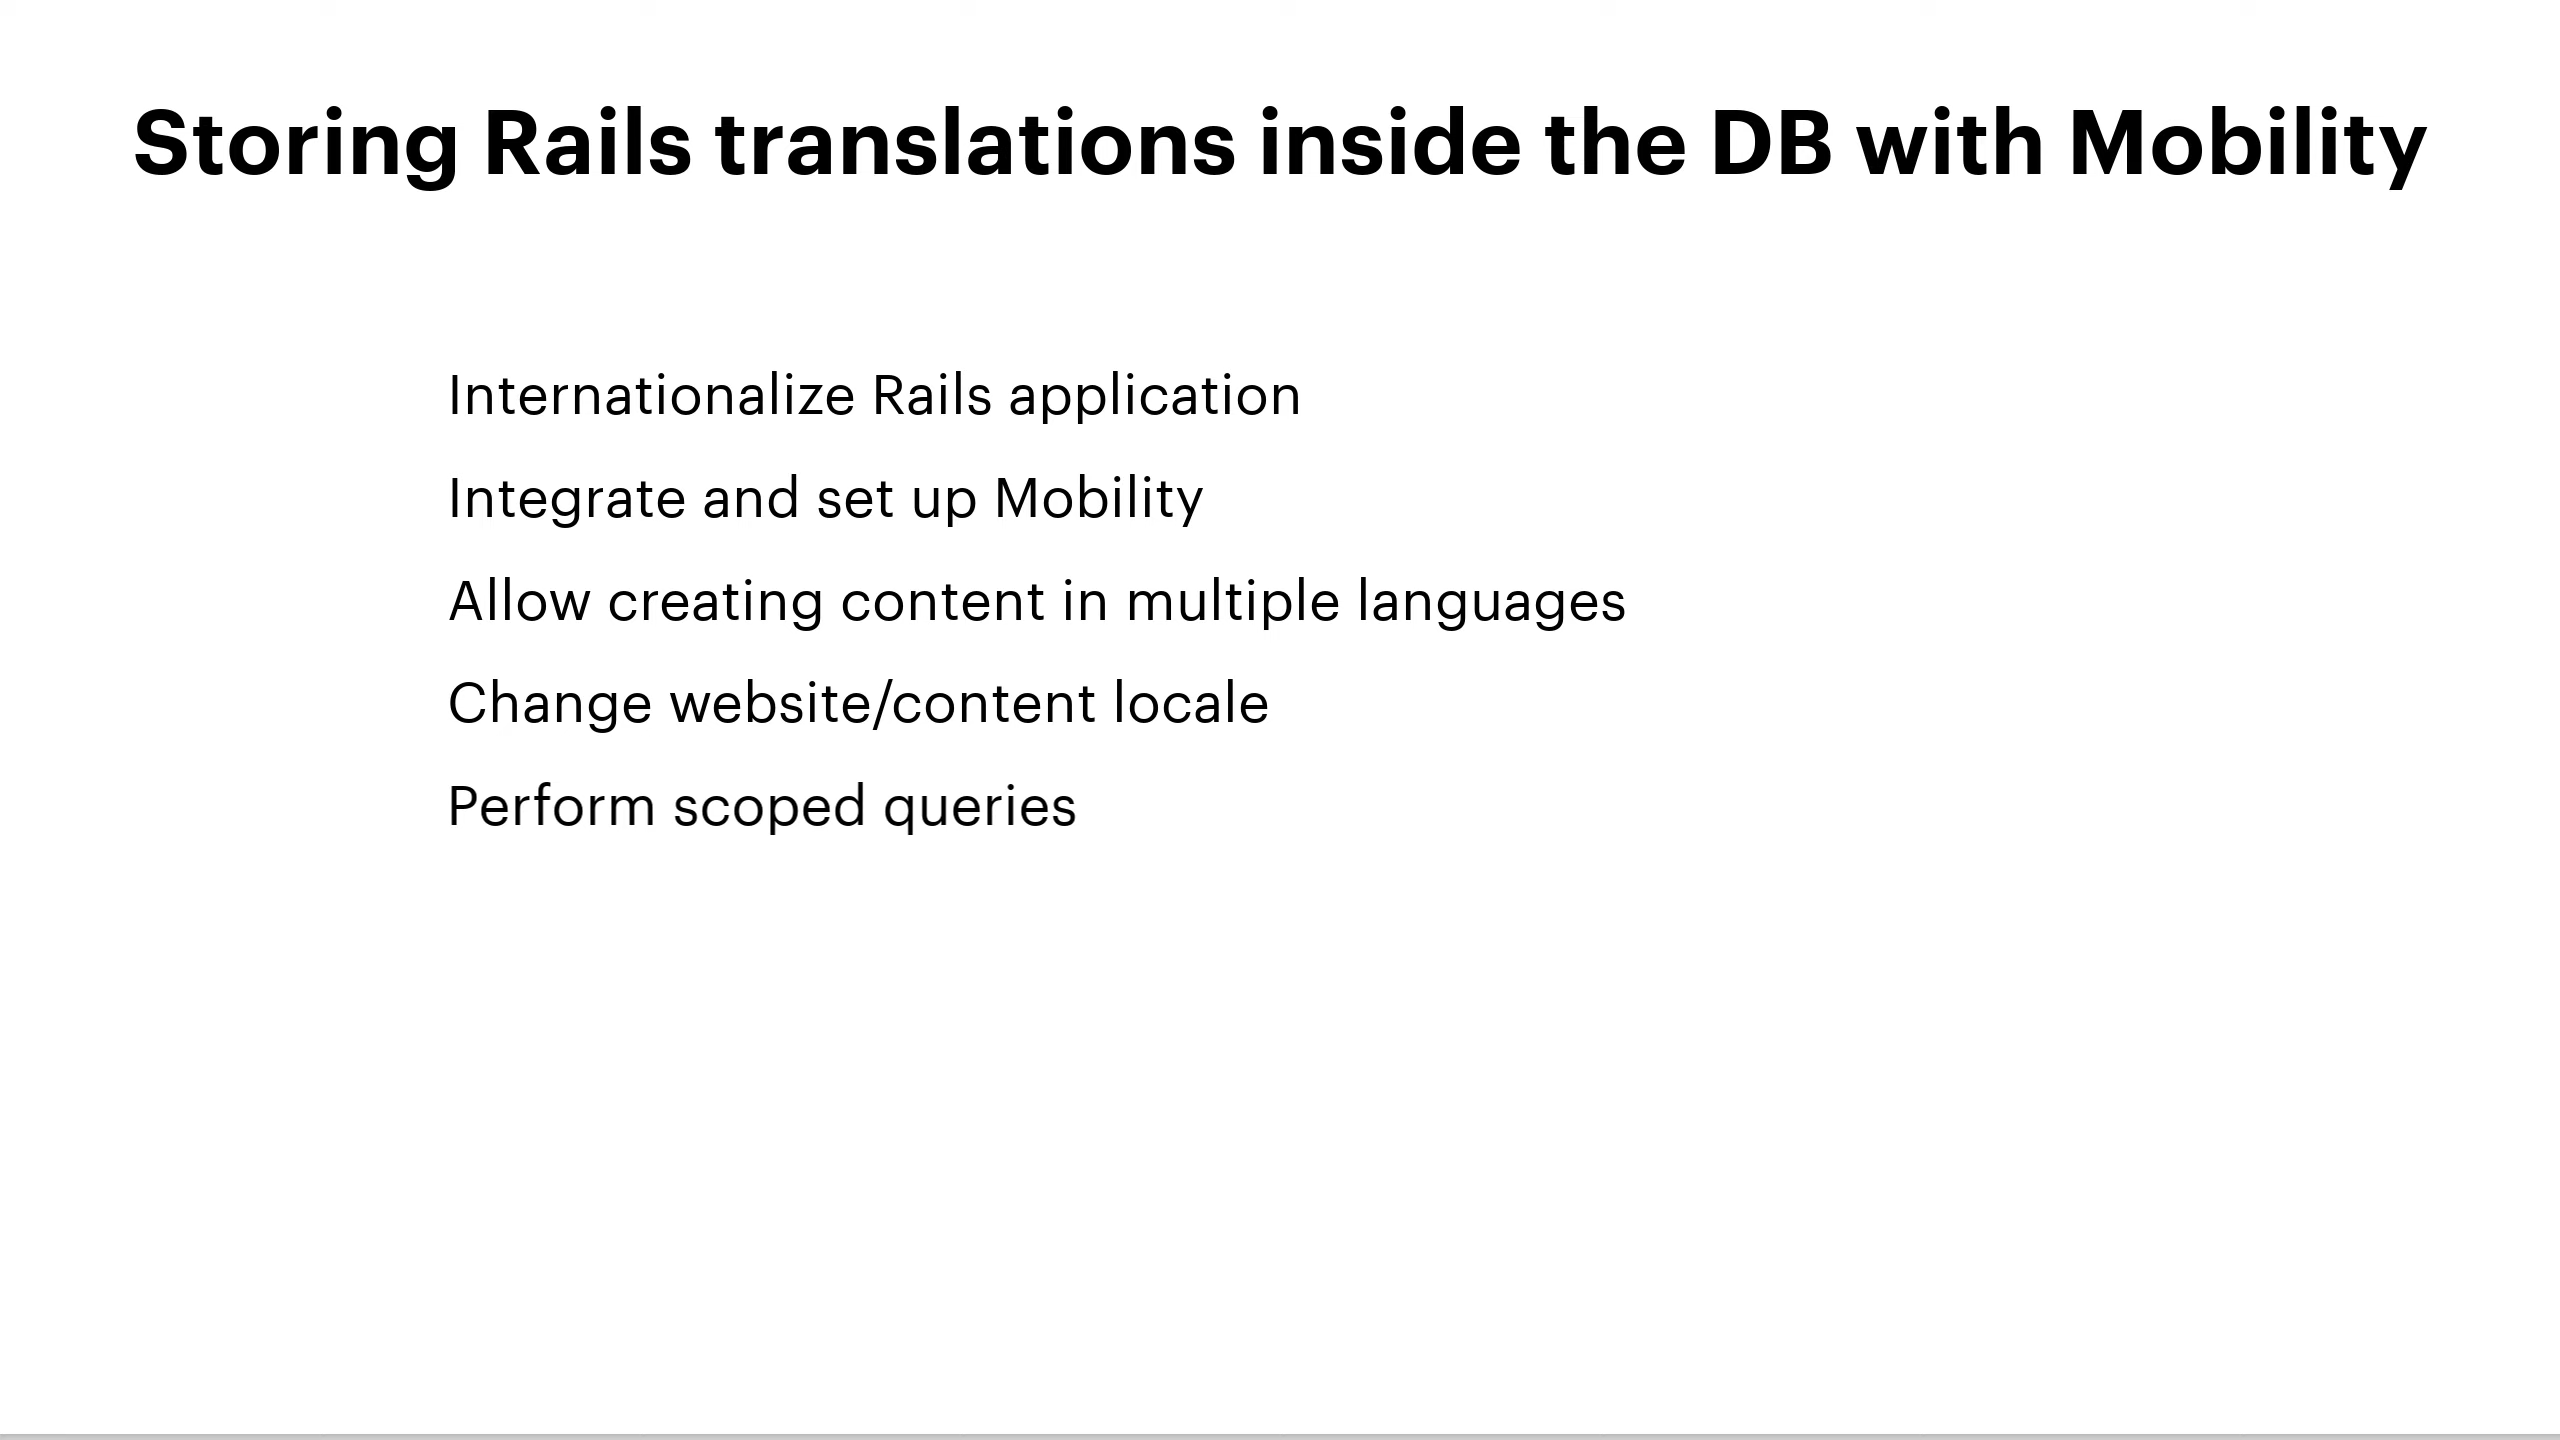 Storing Rails translations inside the DB with Mobility
Internationalize Rails application
Integrate and set up Mobility
Allow creating content in multiple languages
Change website/content locale
Perform scoped queries